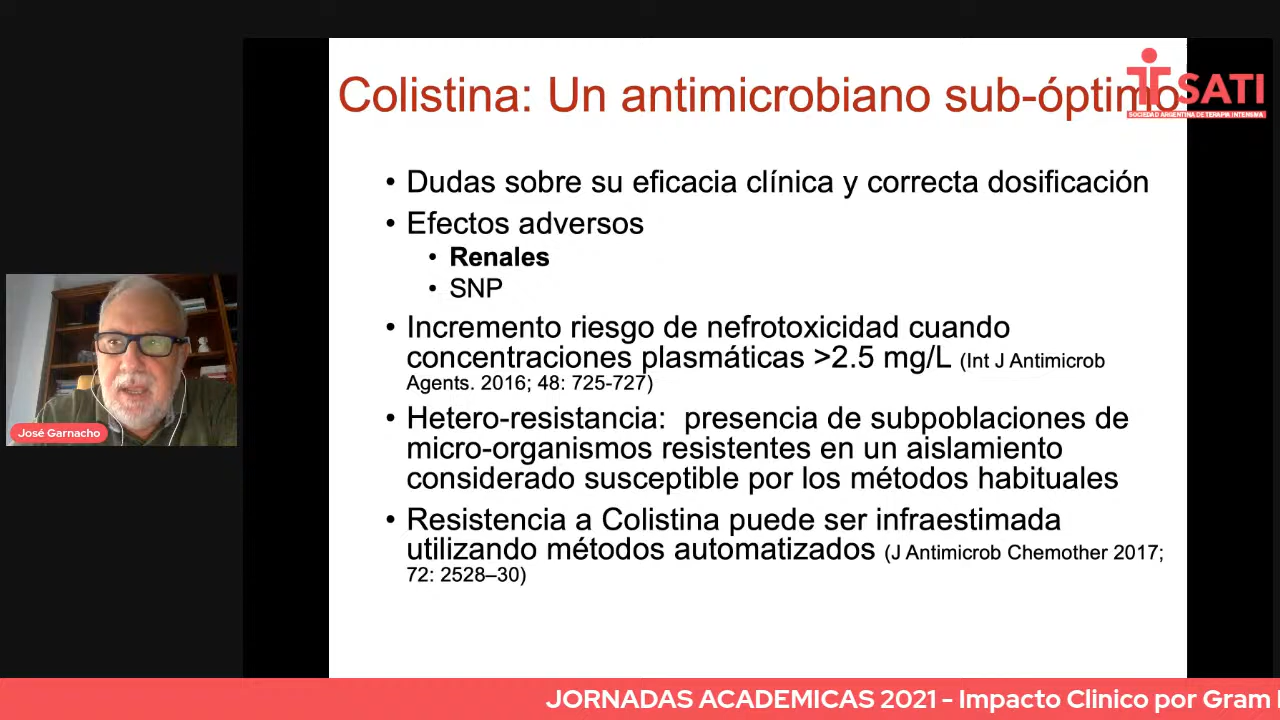 Colistina: Un antimicrobiano sub-óptimo
SATI
SOCIEDAD ARGENTINA DE TERAPIA INTENSIVA
• Dudas sobre su eficacia clínica y correcta dosificación
• Efectos adversos
• Renales
• SNP
• Incremento riesgo de nefrotoxicidad cuando
concentraciones plasmáticas >2.5 mg/L (Int J Antimicrob
Agents. 2016; 48: 725-727)
• Hetero-resistancia: presencia de subpoblaciones de
micro-organismos resistentes en un aislamiento
considerado susceptible por los métodos habituales
• Resistencia a Colistina puede ser infraestimada
utilizando métodos automatizados (J Antimicrob Chemother 2017;
72: 2528–30)
José Garnacho
JORNADAS ACADEMICAS 2021 - Impacto Clinico por Gram